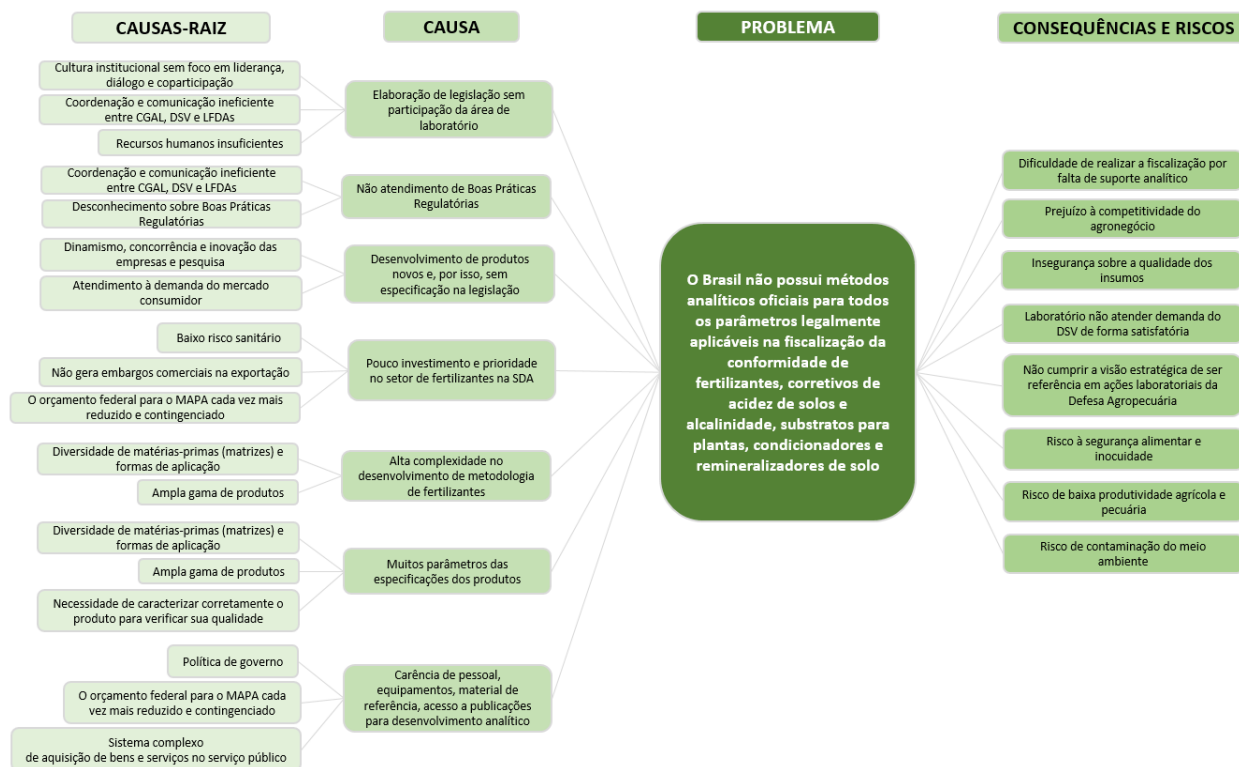 CAUSAS-RAIZ
CAUSA
PROBLEMA
CONSEQUÊNCIAS E RISCOS
Cultura institucional sem foco em liderança,
diálogo e coparticipação
Coordenação e comunicação ineficiente
entre CGAL, DSV e LFDAs
Recursos humanos insuficientes
Elaboração de legislação sem
participação da área de
laboratório
Coordenação e comunicação ineficiente
entre CGAL, DSV e LFDAs
Desconhecimento sobre Boas Práticas
Regulatórias
Não atendimento de Boas Práticas
Regulatórias
Dinamismo, concorrência e inovação das
empresas e pesquisa
Atendimento à demanda do mercado
consumidor
Desenvolvimento de produtos
novos e, por isso, sem
especificação na legislação
Baixo risco sanitário
Não gera embargos comerciais na exportação
O orçamento federal para o MAPA cada vez mais
reduzido e contingenciado
Pouco investimento e prioridade
no setor de fertilizantes na SDA
Diversidade de matérias-primas (matrizes) e
formas de aplicação
Ampla gama de produtos
Alta complexidade no
desenvolvimento de metodologia
de fertilizantes
Diversidade de matérias-primas (matrizes) e
formas de aplicação
Ampla gama de produtos
Necessidade de caracterizar corretamente o
produto para verificar sua qualidade
Muitos parâmetros das
especificações dos produtos
Política de governo
O orçamento federal para o MAPA cada
vez mais reduzido e contingenciado
Sistema complexo
de aquisição de bens e serviços no serviço público
Carência de pessoal,
equipamentos, material de
referência, acesso a publicações
para desenvolvimento analítico
O Brasil não possui métodos
analíticos oficiais para todos
os parâmetros legalmente
aplicáveis na fiscalização da
conformidade de
fertilizantes, corretivos de
acidez de solos e
alcalinidade, substratos para
plantas, condicionadores e
remineralizadores de solo
Dificuldade de realizar a fiscalização por
falta de suporte analítico
Prejuízo à competitividade do
agronegócio
Insegurança sobre a qualidade dos
insumos
Laboratório não atender demanda do
DSV de forma satisfatória
Não cumprir a visão estratégica de ser
referência em ações laboratoriais da
Defesa Agropecuária
Risco à segurança alimentar e
inocuidade
Risco de baixa produtividade agrícola e
pecuária
Risco de contaminação do meio
ambiente